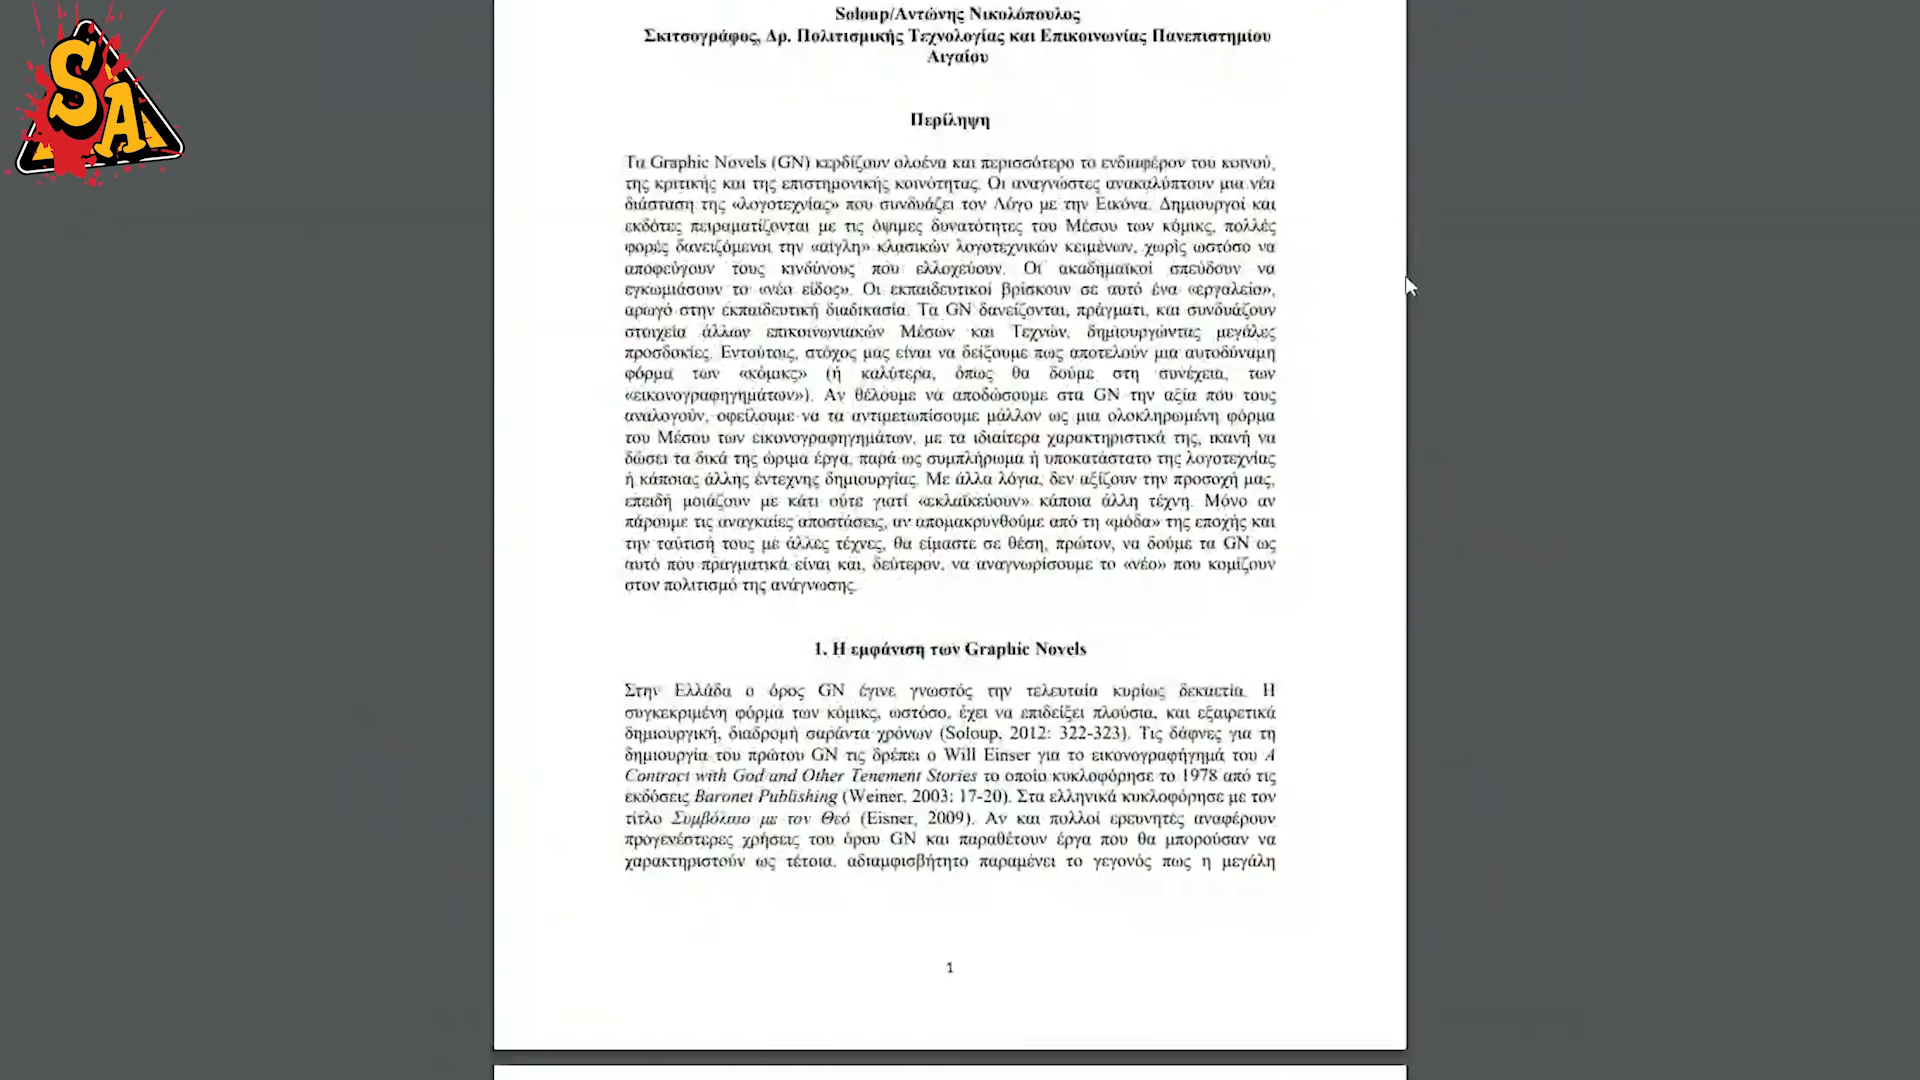 SA
Soloup/Αντώνης Νικολόπουλος
Σκιτσογράφος, Δρ. Πολιτισμικής Τεχνολογίας και Επικοινωνίας Πανεπιστημίου
Αιγαίου
Περίληψη
Τα Graphic Novels (GN) κερδίζουν ολοένα και περισσότερο το ενδιαφέρον του κοινού,
της κριτικής και της επιστημονικής κοινότητας. Οι αναγνώστες ανακαλύπτουν μια νέα
διάσταση της «λογοτεχνίας» που συνδυάζει τον Λόγο με την Εικόνα. Δημιουργοί και
εκδότες πειραματίζονται με τις όψιμες δυνατότητες του Μέσου των κόμικς, πολλές
φορές δανειζόμενοι την «αίγλη» κλασικών λογοτεχνικών κειμένων, χωρίς ωστόσο να
αποφεύγουν τους κινδύνους που ελλοχεύουν. Οι ακαδημαϊκοί σπεύδουν να
εγκωμιάσουν το «νέο είδος». Οι εκπαιδευτικοί βρίσκουν σε αυτό ένα «εργαλείο»,
αρωγό στην εκπαιδευτική διαδικασία. Τα GN δανείζονται, πράγματι, και συνδυάζουν
στοιχεία άλλων επικοινωνιακών Μέσων και Τεχνών, δημιουργώντας μεγάλες
προσδοκίες. Εντούτοις, στόχος μας είναι να δείξουμε πως αποτελούν μια αυτοδύναμη
φόρμα των «κόμικς» (ή καλύτερα, όπως θα δούμε στη συνέχεια, των
«εικονογραφηγημάτων»). Αν θέλουμε να αποδώσουμε στα GN την αξία που τους
αναλογούν, οφείλουμε να τα αντιμετωπίσουμε μάλλον ως μια ολοκληρωμένη φόρμα
του Μέσου των εικονογραφηγημάτων, με τα ιδιαίτερα χαρακτηριστικά της, ικανή να
δώσει τα δικά της ώριμα έργα, παρά ως συμπλήρωμα ή υποκατάστατο της λογοτεχνίας
ή κάποιας άλλης έντεχνης δημιουργίας. Με άλλα λόγια, δεν αξίζουν την προσοχή μας,
επειδή μοιάζουν με κάτι ούτε γιατί «εκλαϊκεύουν» κάποια άλλη τέχνη. Μόνο αν
πάρουμε τις αναγκαίες αποστάσεις, αν απομακρυνθούμε από τη «μόδα» της εποχής και
την ταύτισή τους με άλλες τέχνες, θα είμαστε σε θέση, πρώτον, να δούμε τα GN ως
αυτό που πραγματικά είναι και, δεύτερον, να αναγνωρίσουμε το «νέο» που κομίζουν
στον πολιτισμό της ανάγνωσης.
1. Η εμφάνιση των Graphic Novels
Στην Ελλάδα ο όρος GN έγινε γνωστός την τελευταία κυρίως δεκαετία. Η
συγκεκριμένη φόρμα των κόμικς, ωστόσο, έχει να επιδείξει πλούσια, και εξαιρετικά
δημιουργική, διαδρομή σαράντα χρόνων (Soloup, 2012: 322-323). Τις δάφνες για τη
δημιουργία του πρώτου GN τις δρέπει ο Will Einser για το εικονογραφήγημά του A
Contract with God and Other Tenement Stories το οποίο κυκλοφόρησε το 1978 από τις
εκδόσεις Baronet Publishing (Weiner, 2003: 17-20). Στα ελληνικά κυκλοφόρησε με τον
τίτλο Συμβόλαιο με τον Θεό (Eisner, 2009). Αν και πολλοί ερευνητές αναφέρουν
προγενέστερες χρήσεις του όρου GN και παραθέτουν έργα που θα μπορούσαν να
χαρακτηριστούν ως τέτοια, αδιαμφισβήτητο παραμένει το γεγονός πως η μεγάλη
1